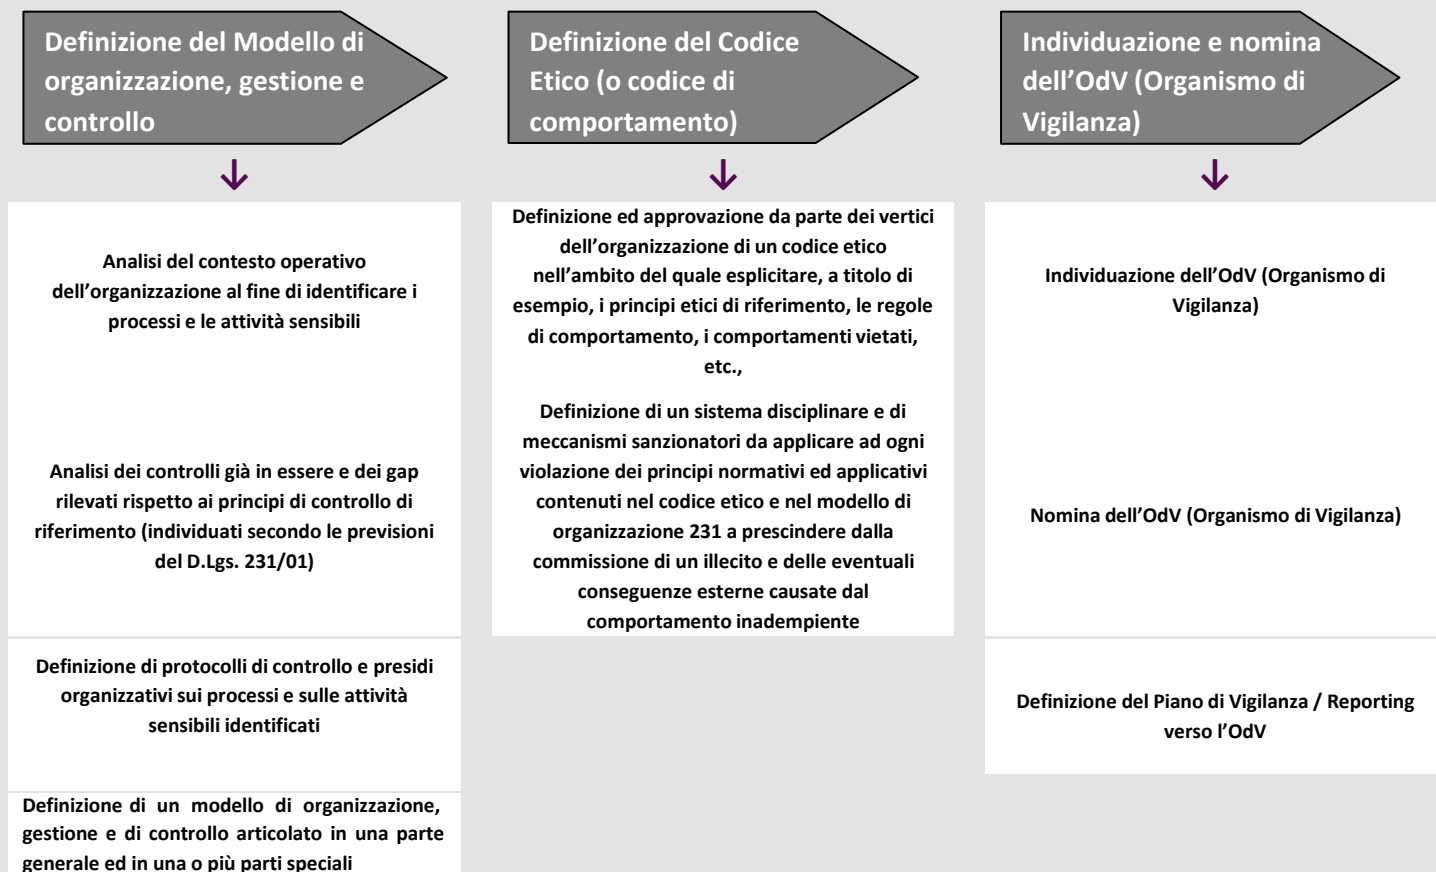 Definizione del Modello di
organizzazione, gestione e
controllo
Analisi del contesto operativo
dell’organizzazione al fine di identificare i
processi e le attività sensibili
Analisi dei controlli già in essere e dei gap
rilevati rispetto ai principi di controllo di
riferimento (individuati secondo le previsioni
del D.Lgs. 231/01)
Definizione di protocolli di controllo e presidi
organizzativi sui processi e sulle attività
sensibili identificati
Definizione di un modello di organizzazione,
gestione e di controllo articolato in una parte
generale ed in una o più parti speciali
Definizione del Codice
Etico (o codice di
comportamento)
Definizione ed approvazione da parte dei vertici
dell’organizzazione di un codice etico
nell’ambito del quale esplicitare, a titolo di
esempio, i principi etici di riferimento, le regole
di comportamento, i comportamenti vietati,
etc.,
Definizione di un sistema disciplinare e di
meccanismi sanzionatori da applicare ad ogni
violazione dei principi normativi ed applicativi
contenuti nel codice etico e nel modello di
organizzazione 231 a prescindere dalla
commissione di un illecito e delle eventuali
conseguenze esterne causate dal
comportamento inadempiente
Individuazione e nomina
dell’OdV (Organismo di
Vigilanza)
Individuazione dell’OdV (Organismo di
Vigilanza)
Nomina dell’OdV (Organismo di Vigilanza)
Definizione del Piano di Vigilanza / Reporting
verso l’OdV